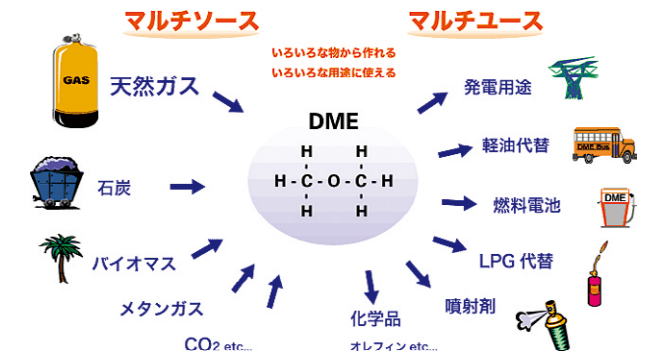 マルチソース
マルチユース
いろいろな物から作れる
いろいろな用途に使える
GAS
天然ガス
石炭
バイオマス
メタンガス
CO2 etc...
DME
H H
H-C-O-C-H
H H
発電用途
軽油代替
DME Bus
燃料電池
DME
LPG 代替
噴射剤
化学品
オレフィン etc...